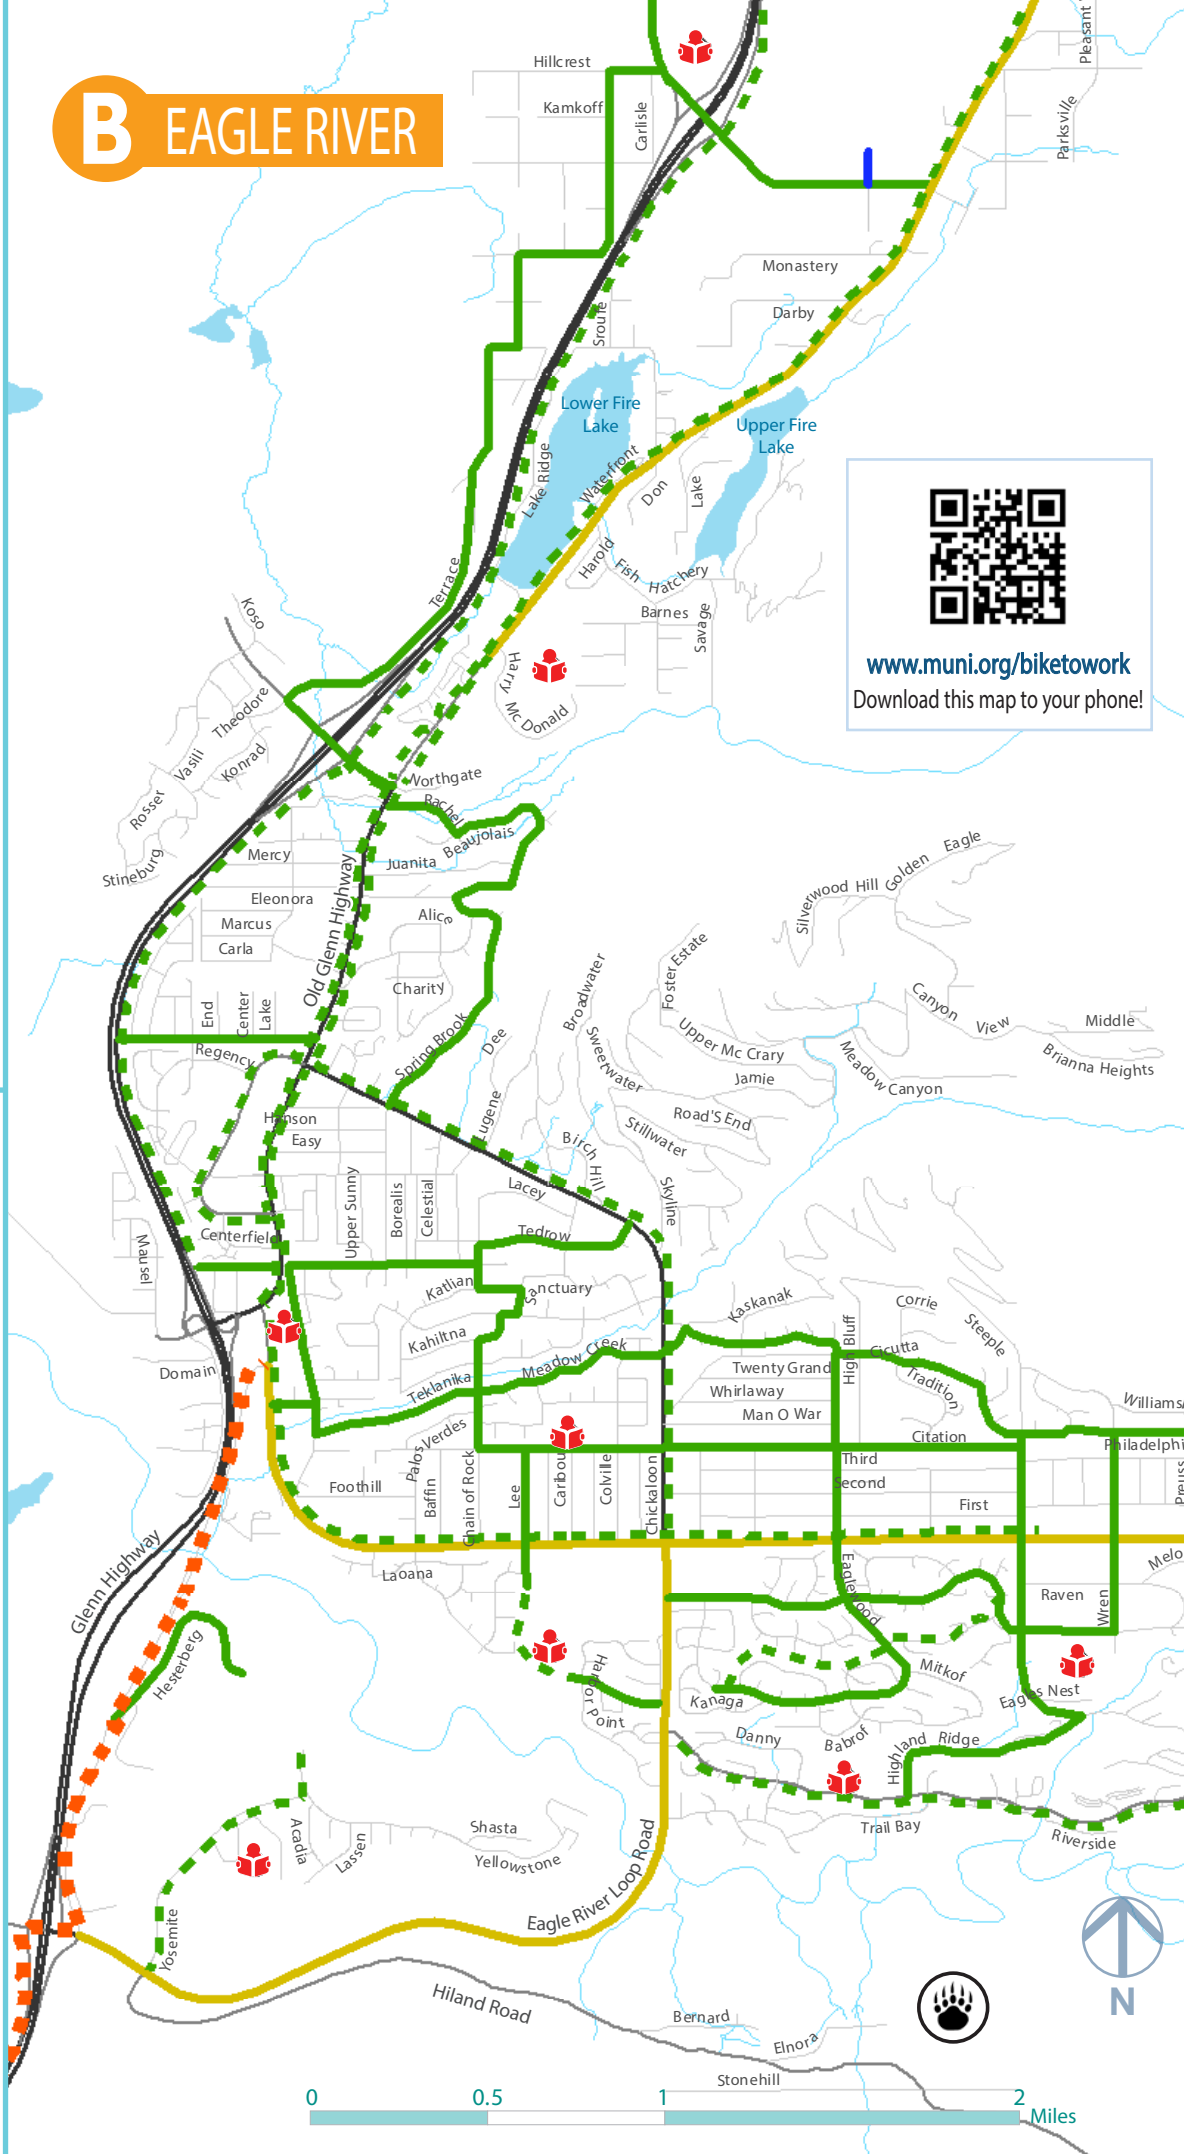 B EAGLE RIVER
Hillcrest
Kamkoff
Carlisle
Pleasant
Parksville
Monastery
Darby
Sroufe
Lower Fire
Lake
Upper Fire
Lake
Lake Ridge
Waterfront
Don
Lake
Harold
Fish Hatchery
Barnes
Savage
Terrace
www.muni.org/biketowork
Download this map to your phone!
Koso
Theodore
Vasili
Konrad
Rosser
Stineburg
Harry Mc Donald
Northgate
Rachel
Beaujolais
Juanita
Mercy
Eleonora
Marcus
Carla
Old Glenn Highway
Alice
Charity
End
Center
Lake
Regency
Spring Brook
Dee
Eugene
Broadwater
Sweetwater
Foster
Estate
Upper Mc Crary
Jamie
Road'S End
Stillwater
Silverwood Hill
Golden Eagle
Canyon View
Middle
Brianna Heights
Meadow Canyon
Hanson
Easy
Birch Hill
Lacey
Skyline
Upper Sunny
Borealis
Celestial
Centerfield
Mausel
Tedrow
Katlian
Sanctuary
Kahiltna
Meadow Creek
Teklanika
Kaskanak
High Bluff
Corrie
Steeple
Cicutta
Tradition
Domain
Twenty Grand
Whirlaway
Man O War
Citation
Williams
Philadelphi
Preuss
Palos Verdes
Foothill
Baffin
Chain of Rock
Lee
Caribou
Colville
Chickaloon
Third
Second
First
Laoana
Eaglewood
Raven
Wren
Melo
Glenn Highway
Hesterberg
Harbor Point
Kanaga
Mitkof
Eagles Nest
Danny
Babrof
Highland Ridge
Trail Bay
Riverside
Acadia
Lassen
Shasta
Yellowstone
Yosemite
Eagle River Loop Road
Hiland Road
Bernard
Elnora
Stonehill
N
0 0.5 1 2
Miles